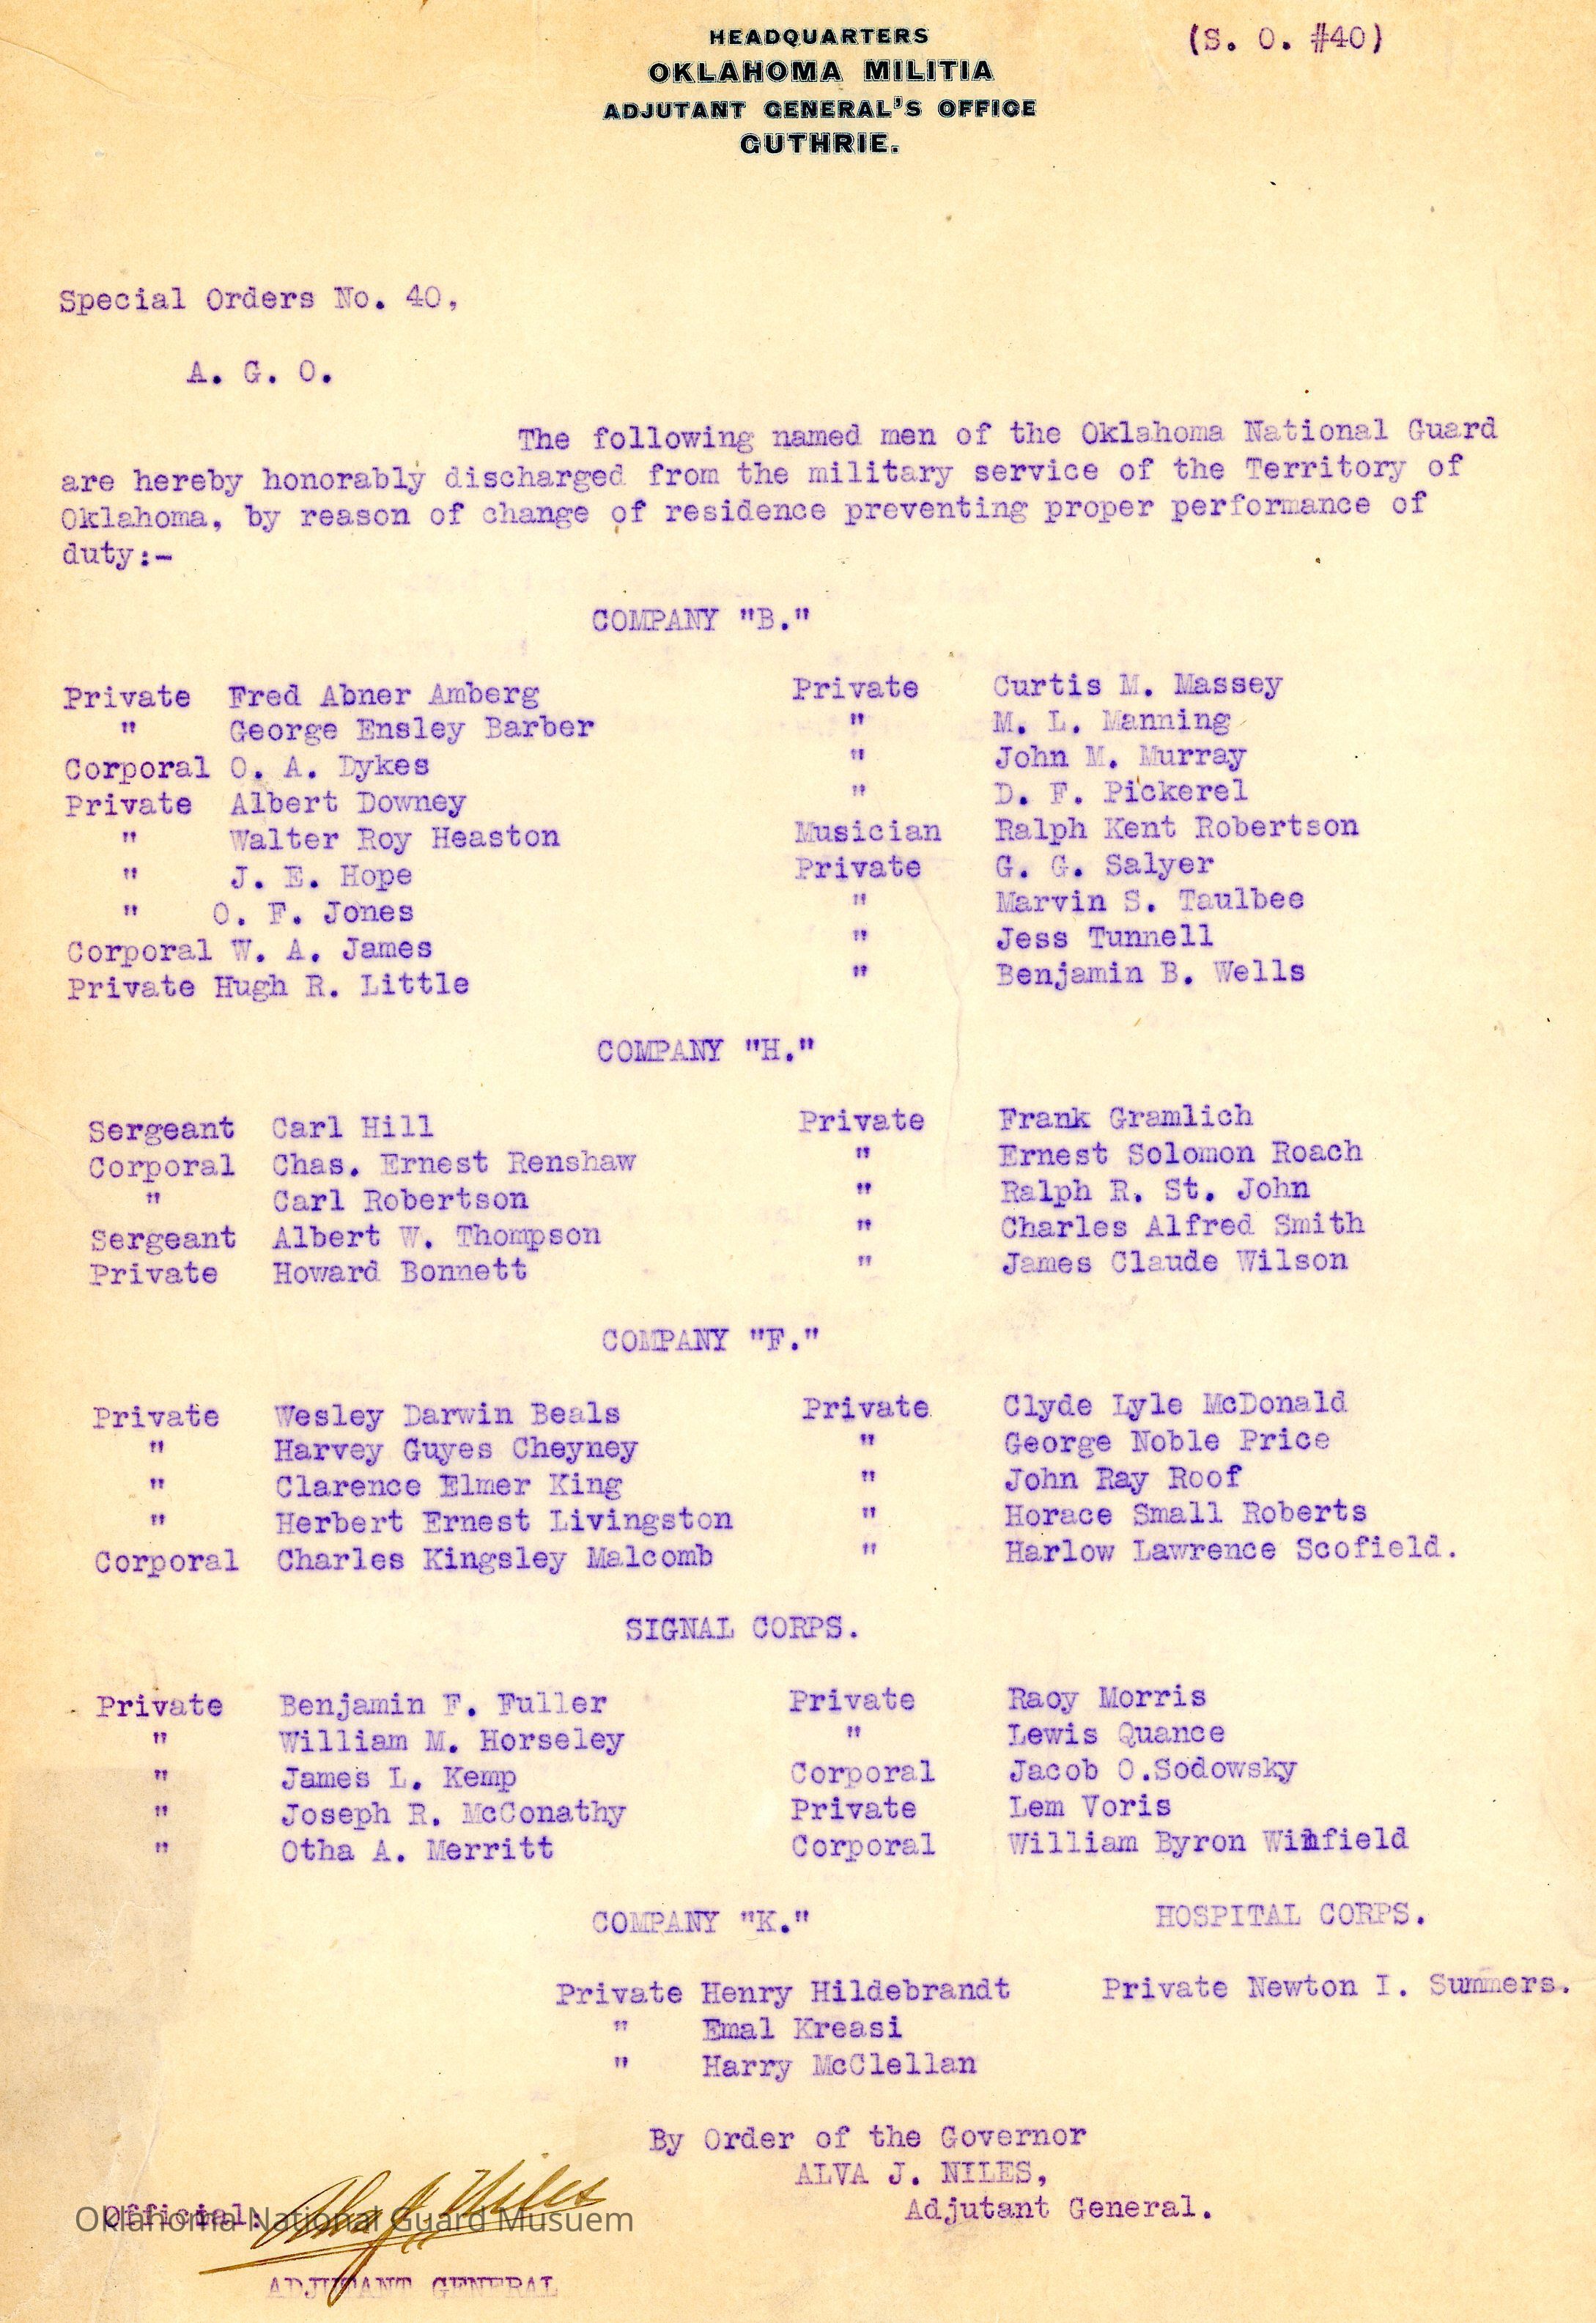 HEADQUARTERS
(S. O. #40)
OKLAHOMA MILITIA
ADJUTANT GENERAL'S OFFICE
GUTHRIE.
Special Orders No. 40,
A. G. O.
The following named men of the Oklahoma National Guard
are hereby honorably discharged from the military service of the Territory of
Oklahoma, by reason of change of residence preventing proper performance of
duty:-
COMPANY "B."
Private Fred Abner Amberg Private Curtis M. Massey
" George Ensley Barber " M. L. Manning
Corporal O. A. Dykes " John M. Murray
Private Albert Downey " D. F. Pickerel
" Walter Roy Heaston Musician Ralph Kent Robertson
" J. E. Hope Private G. G. Salyer
" O. F. Jones " Marvin S. Taulbee
Corporal W. A. James " Jess Tunnell
Private Hugh R. Little " Benjamin B. Wells
COMPANY "H."
Sergeant Carl Hill Private Frank Gramlich
Corporal Chas. Ernest Renshaw " Ernest Solomon Roach
" Carl Robertson " Ralph R. St. John
Sergeant Albert W. Thompson " Charles Alfred Smith
Private Howard Bonnett " James Claude Wilson
COMPANY "F."
Private Wesley Darwin Beals Private Clyde Lyle McDonald
" Harvey Guyes Cheyney " George Noble Price
" Clarence Elmer King " John Ray Roof
" Herbert Ernest Livingston " Horace Small Roberts
Corporal Charles Kingsley Malcomb " Harlow Lawrence Scofield.
SIGNAL CORPS.
Private Benjamin F. Fuller Private Raoy Morris
" William M. Horseley " Lewis Quance
" James L. Kemp Corporal Jacob O.Sodowsky
" Joseph R. McConathy Private Lem Voris
" Otha A. Merritt Corporal William Byron Winfield
COMPANY "K." HOSPITAL CORPS.
Private Henry Hildebrandt Private Newton I. Summers.
" Emal Kreasi
" Harry McClellan
By Order of the Governor
ALVA J. NILES,
Adjutant General.
Official: Alva J. Niles
Oklahoma National Guard Musuem
ADJUTANT GENERAL